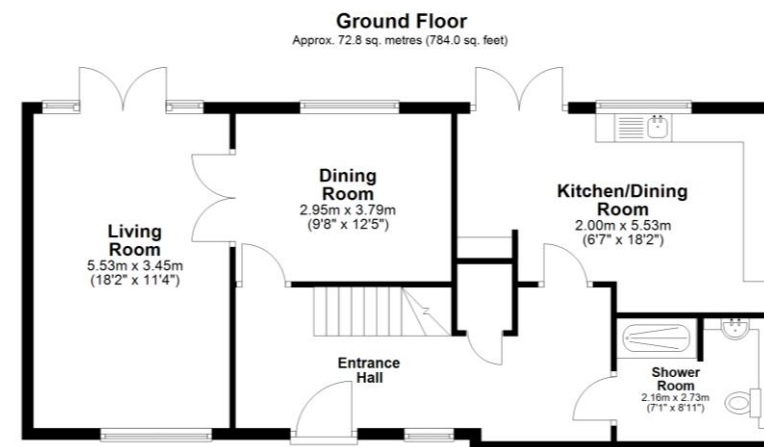 Ground Floor
Approx. 72.8 sq. metres (784.0 sq. feet)
Living
Room
5.53m x 3.45m
(18'2" x 11'4")
Dining
Room
2.95m x 3.79m
(9'8" x 12'5")
Kitchen/Dining
Room
2.00m x 5.53m
(6'7" x 18'2")
Entrance
Hall
Shower
Room
2.16m x 2.73m
(7'1" x 8'11")